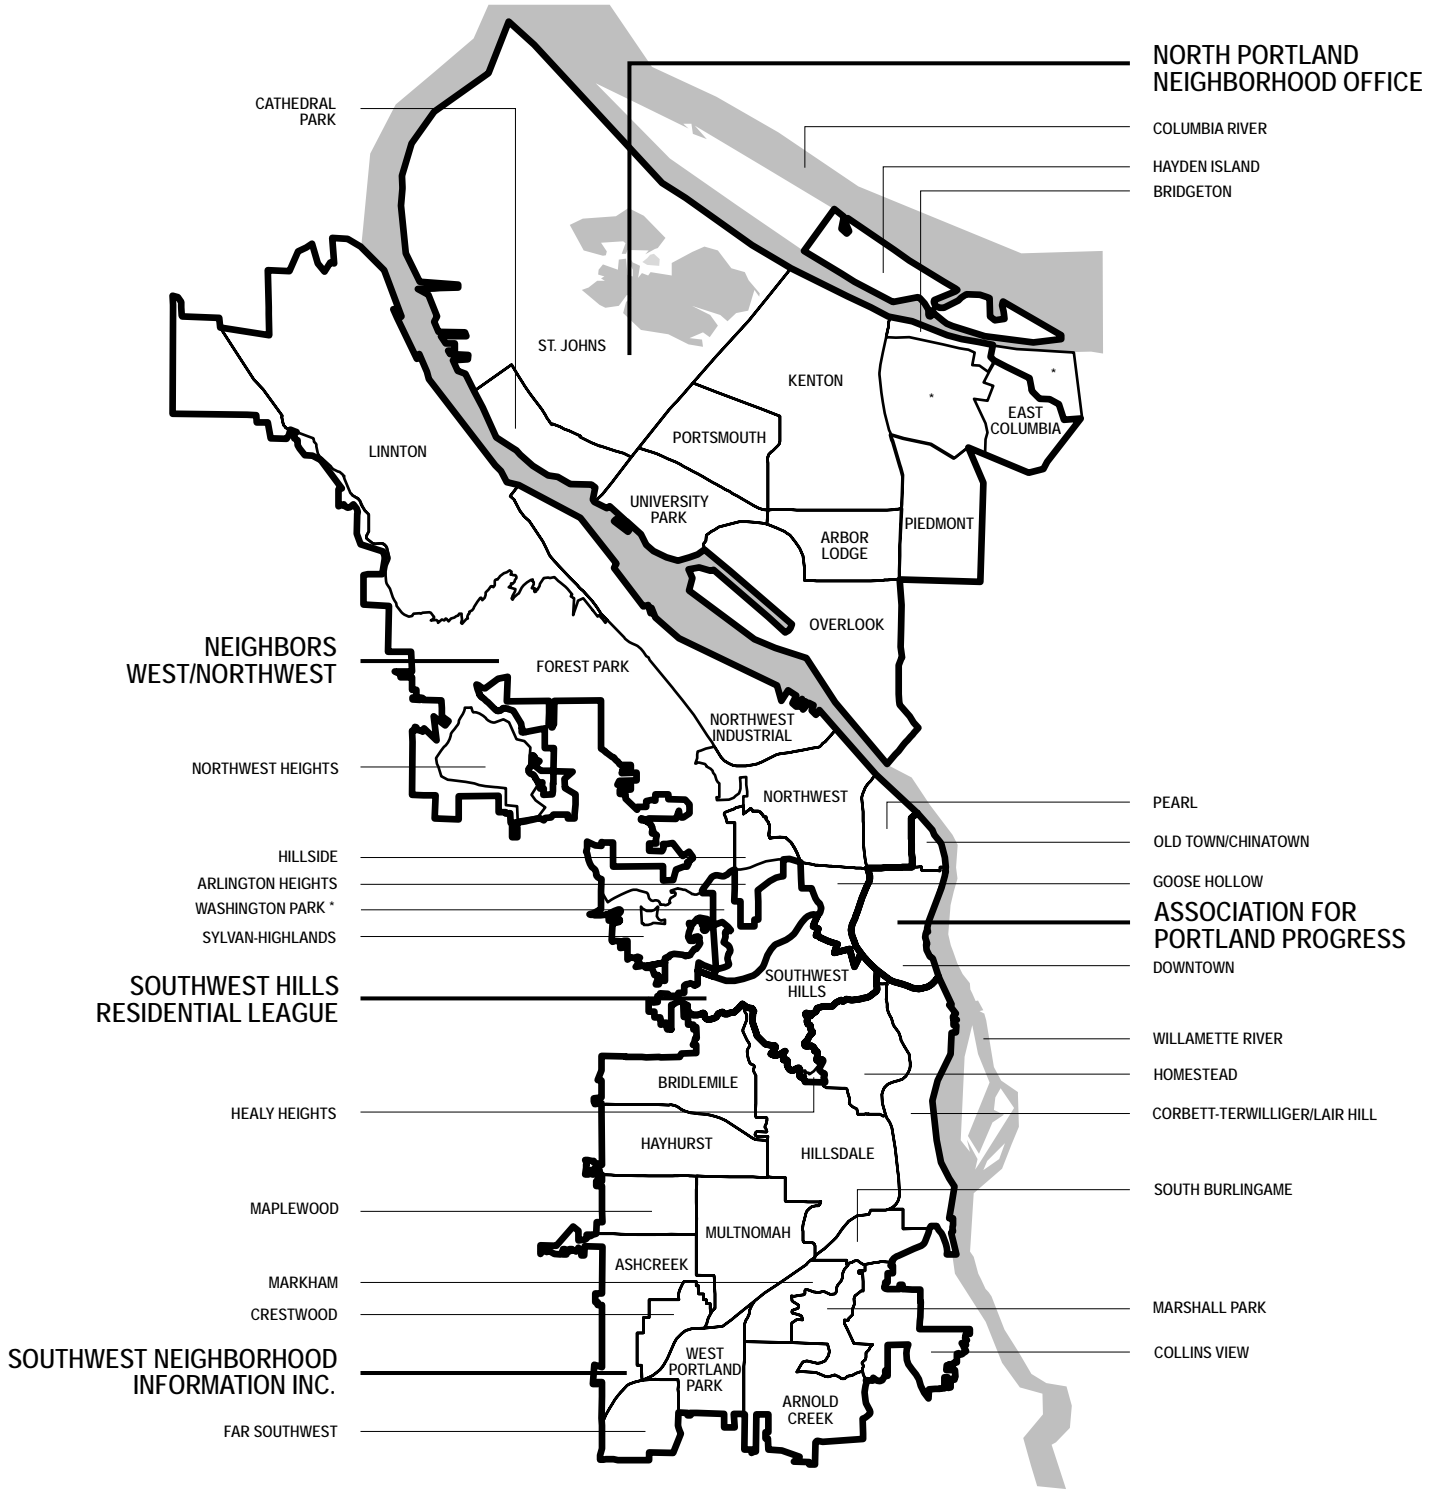 NORTH PORTLAND
NEIGHBORHOOD OFFICE
CATHEDRAL
PARK
COLUMBIA RIVER
HAYDEN ISLAND
BRIDGETON
ST. JOHNS
KENTON
*
*
EAST
COLUMBIA
PORTSMOUTH
LINNTON
UNIVERSITY
PARK
ARBOR
LODGE
PIEDMONT
OVERLOOK
NEIGHBORS
WEST/NORTHWEST
FOREST PARK
NORTHWEST
INDUSTRIAL
NORTHWEST HEIGHTS
NORTHWEST
PEARL
OLD TOWN/CHINATOWN
HILLSIDE
ARLINGTON HEIGHTS
WASHINGTON PARK *
SYLVAN-HIGHLANDS
GOOSE HOLLOW
ASSOCIATION FOR
PORTLAND PROGRESS
DOWNTOWN
SOUTHWEST
HILLS
SOUTHWEST HILLS
RESIDENTIAL LEAGUE
WILLAMETTE RIVER
HOMESTEAD
BRIDLEMILE
HEALY HEIGHTS
CORBETT-TERWILLIGER/LAIR HILL
HAYHURST
HILLSDALE
SOUTH BURLINGAME
MAPLEWOOD
MULTNOMAH
ASHCREEK
MARKHAM
CRESTWOOD
MARSHALL PARK
COLLINS VIEW
SOUTHWEST NEIGHBORHOOD
INFORMATION INC.
WEST
PORTLAND
PARK
ARNOLD
CREEK
FAR SOUTHWEST